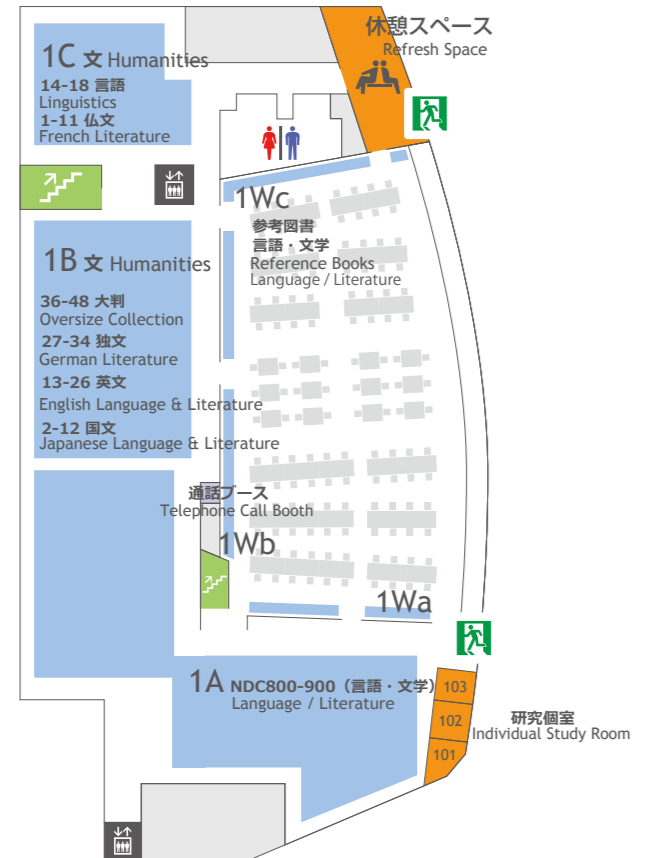 休憩スペース
Refresh Space
1C 文 Humanities
14-18 言語
Linguistics
1-11 仏文
French Literature
1Wc
参考図書
言語・文学
Reference Books
Language / Literature
1B 文 Humanities
36-48 大判
Oversize Collection
27-34 独文
German Literature
13-26 英文
English Language & Literature
2-12 国文
Japanese Language & Literature
通話ブース
Telephone Call Booth
1Wb
1Wa
1A NDC800-900（言語・文学）
Language / Literature
103
102
101
研究個室
Individual Study Room